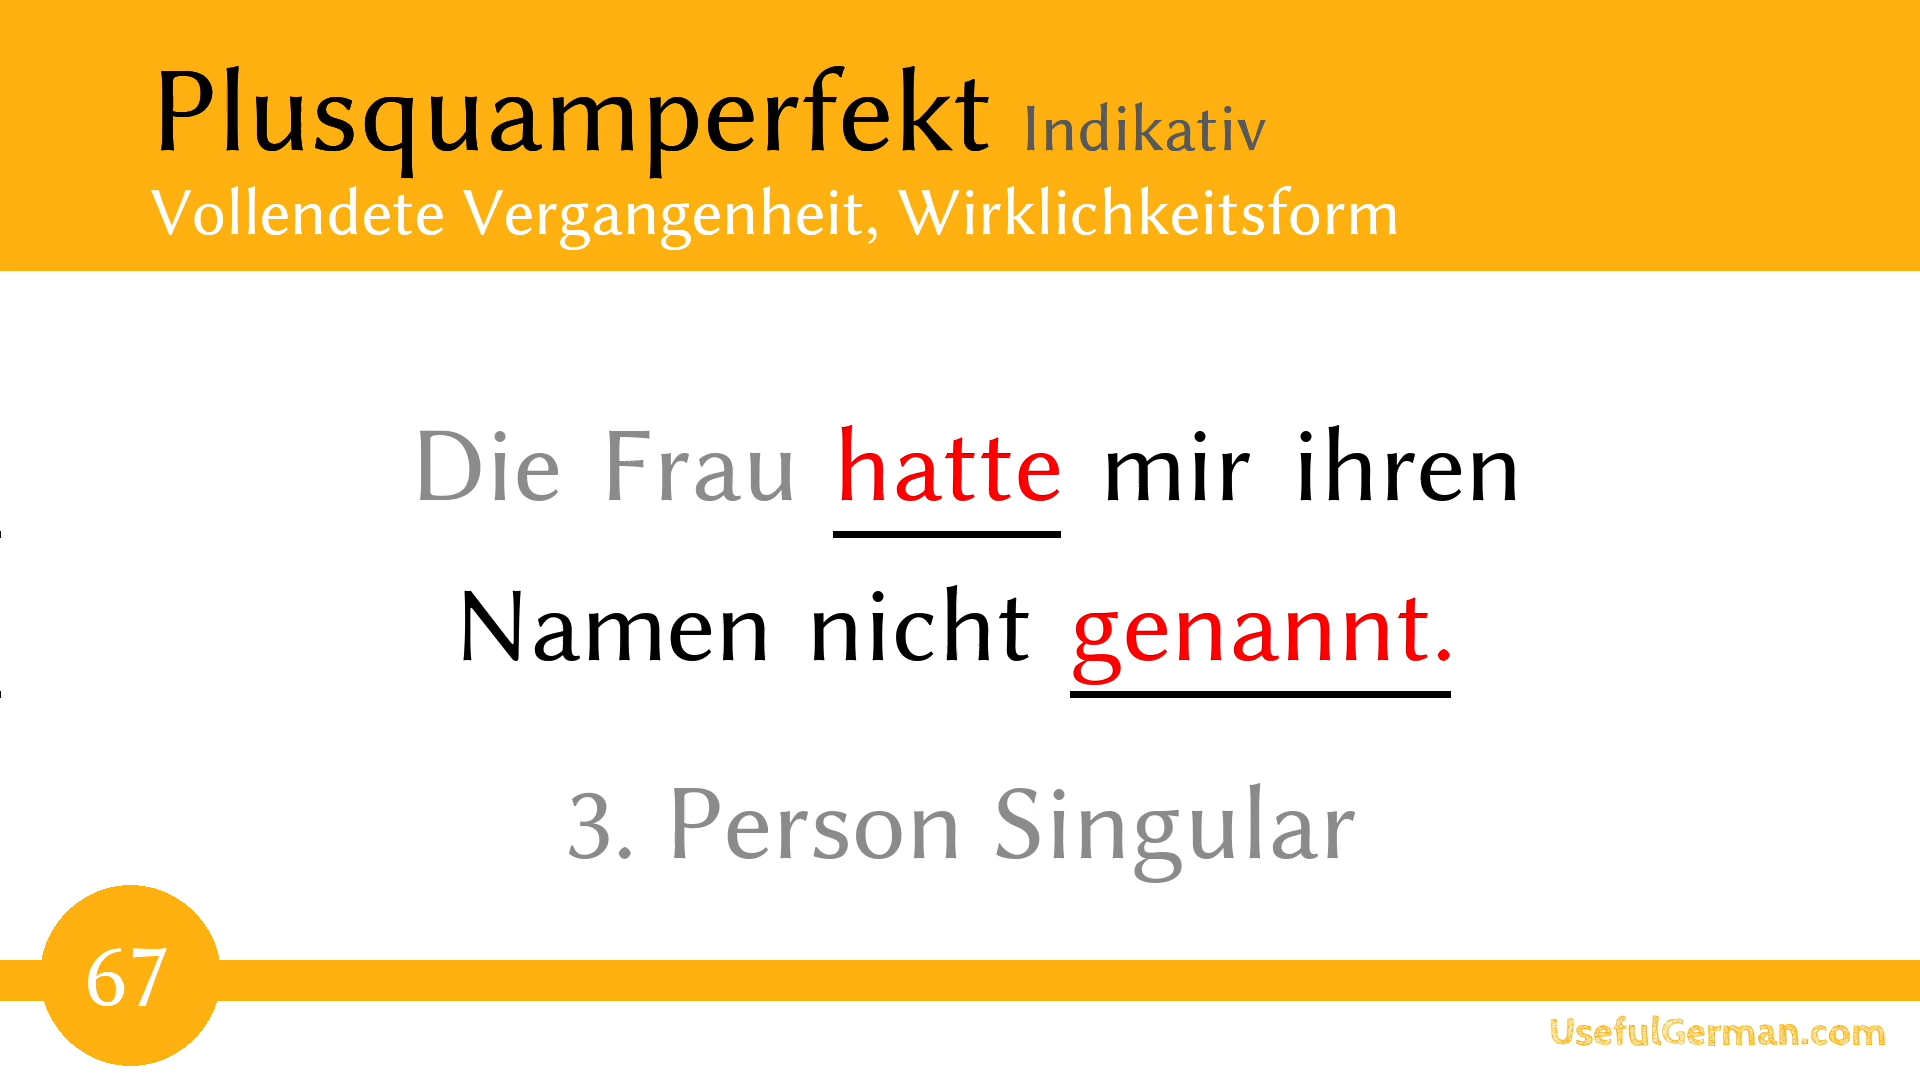 Plusquamperfekt Indikativ
Vollendete Vergangenheit, Wirklichkeitsform
Die Frau hatte mir ihren
Namen nicht genannt.
3. Person Singular
67
UsefulGerman.com